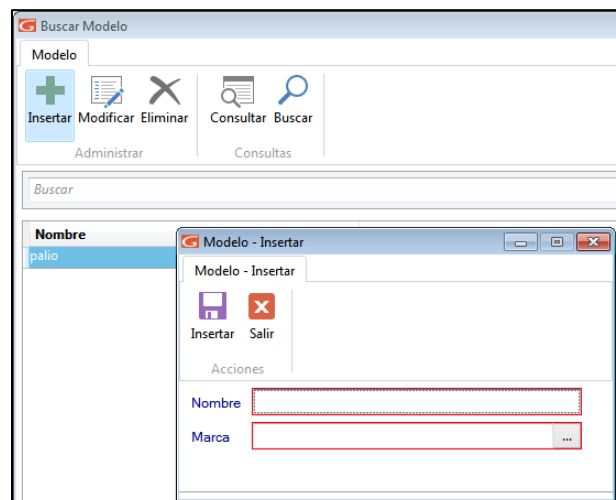 Buscar Modelo
Modelo
Insertar Modificar Eliminar Consultar Buscar
Administrar Consultas
Buscar
Nombre
palio
Modelo - Insertar
Modelo - Insertar
Insertar Salir
Acciones
Nombre
Marca ...